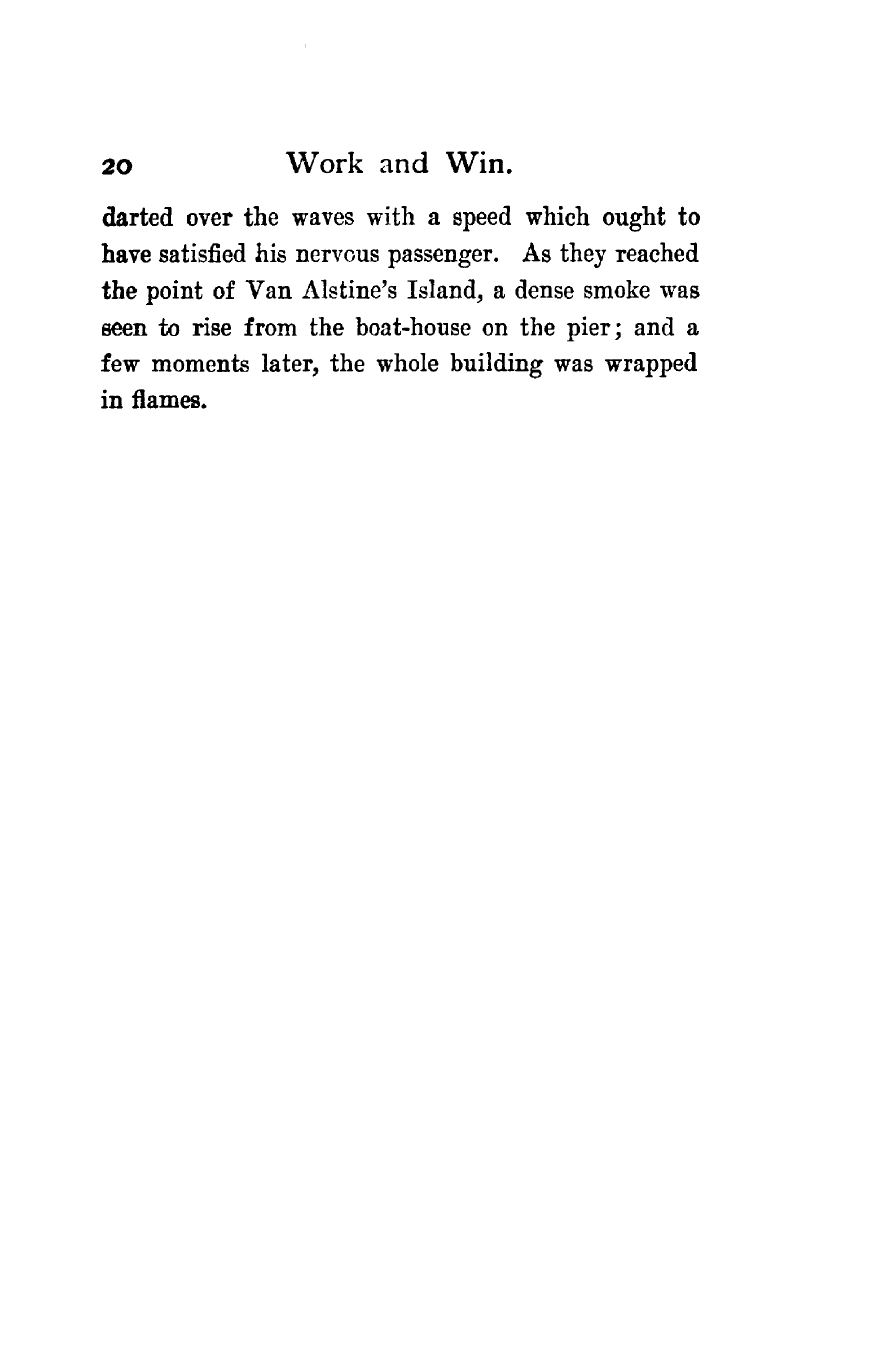 20 Work and Win.
darted over the waves with a speed which ought to
have satisfied his nervous passenger. As they reached
the point of Van Alstine's Island, a dense smoke was
seen to rise from the boat-house on the pier; and a
few moments later, the whole building was wrapped
in flames.